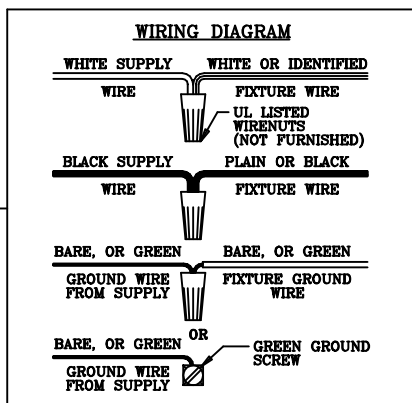 WIRING DIAGRAM
WHITE SUPPLY WIRE
WHITE OR IDENTIFIED FIXTURE WIRE
UL LISTED
WIRENUTS
(NOT FURNISHED)
BLACK SUPPLY WIRE
PLAIN OR BLACK FIXTURE WIRE
BARE, OR GREEN
GROUND WIRE
FROM SUPPLY
BARE, OR GREEN
FIXTURE GROUND
WIRE
OR
BARE, OR GREEN
GROUND WIRE
FROM SUPPLY
GREEN GROUND
SCREW